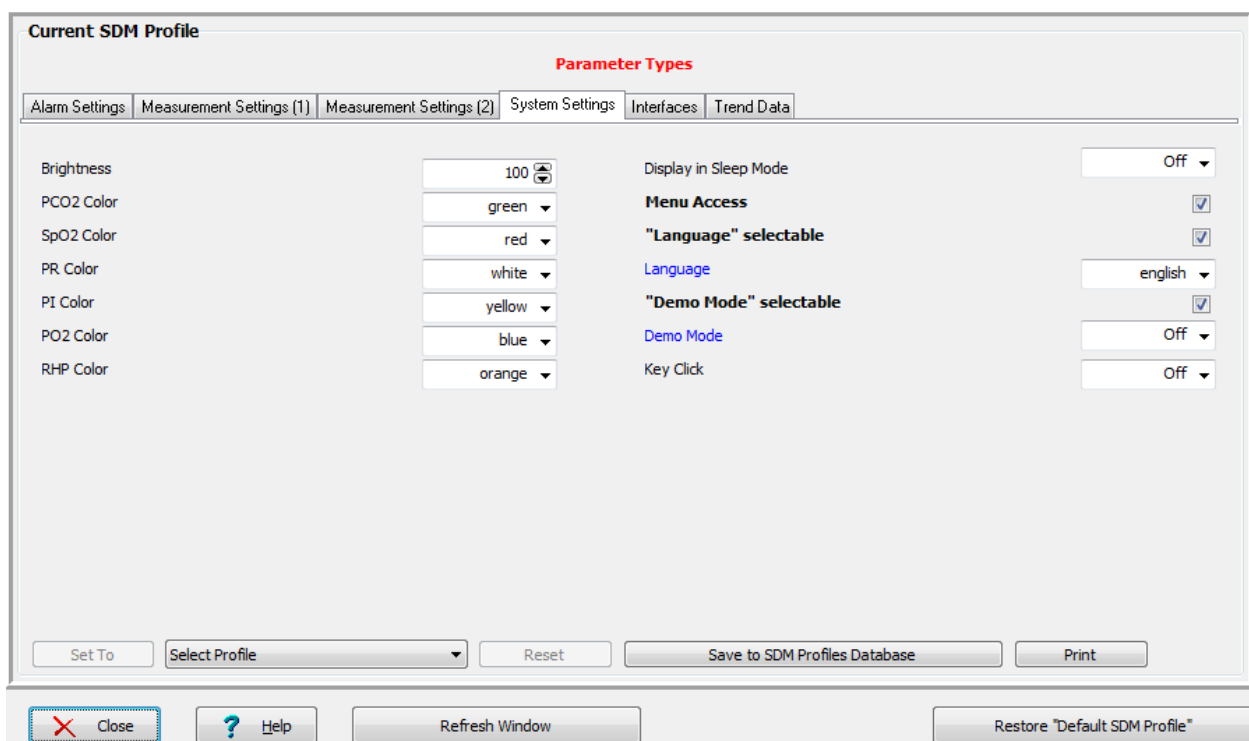 Current SDM Profile
Parameter Types
Alarm Settings Measurement Settings (1) Measurement Settings (2) System Settings Interfaces Trend Data
Brightness 100 Display in Sleep Mode Off
PCO2 Color green Menu Access
SpO2 Color red "Language" selectable
PR Color white Language english
PI Color yellow "Demo Mode" selectable
PO2 Color blue Demo Mode Off
RHP Color orange Key Click Off
Set To Select Profile Reset Save to SDM Profiles Database Print
Close ? Help Refresh Window Restore "Default SDM Profile"